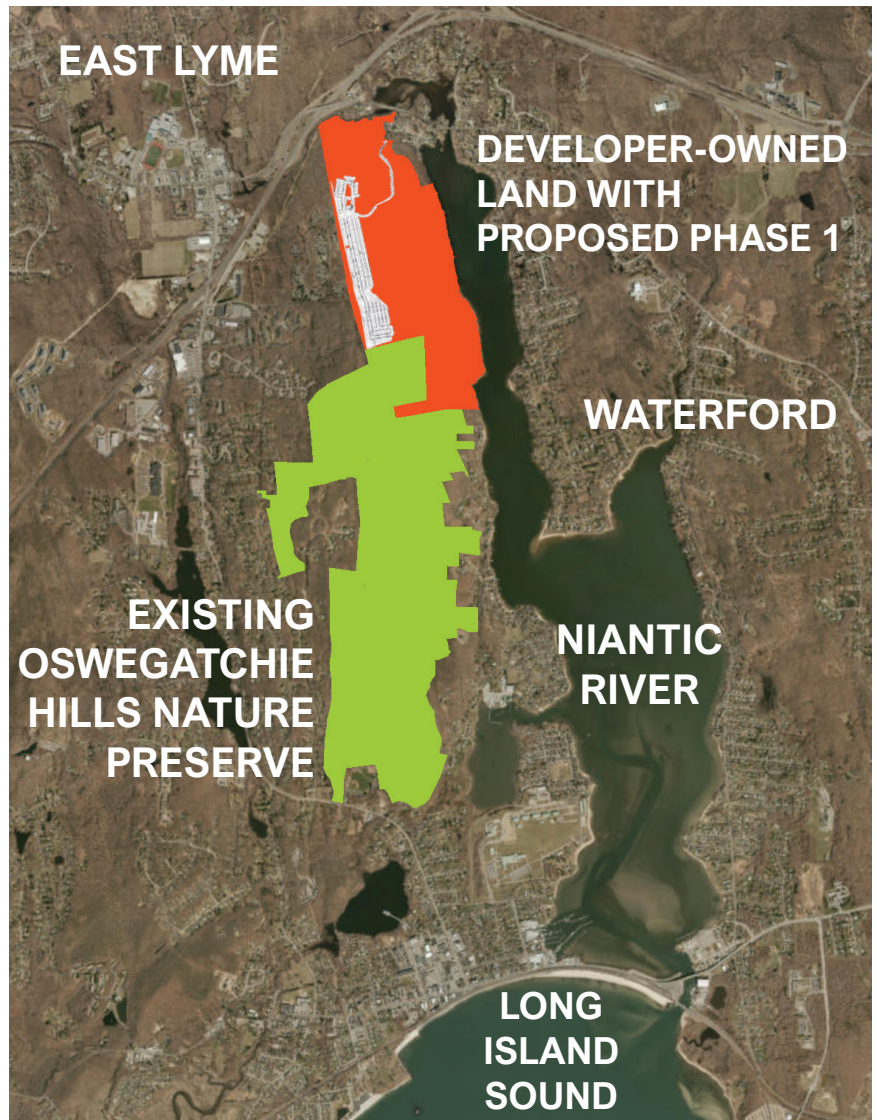 EAST LYME
DEVELOPER-OWNED
LAND WITH
PROPOSED PHASE 1
WATERFORD
EXISTING
OSWEGATCHIE
HILLS NATURE
PRESERVE
NIANTIC
RIVER
LONG
ISLAND
SOUND